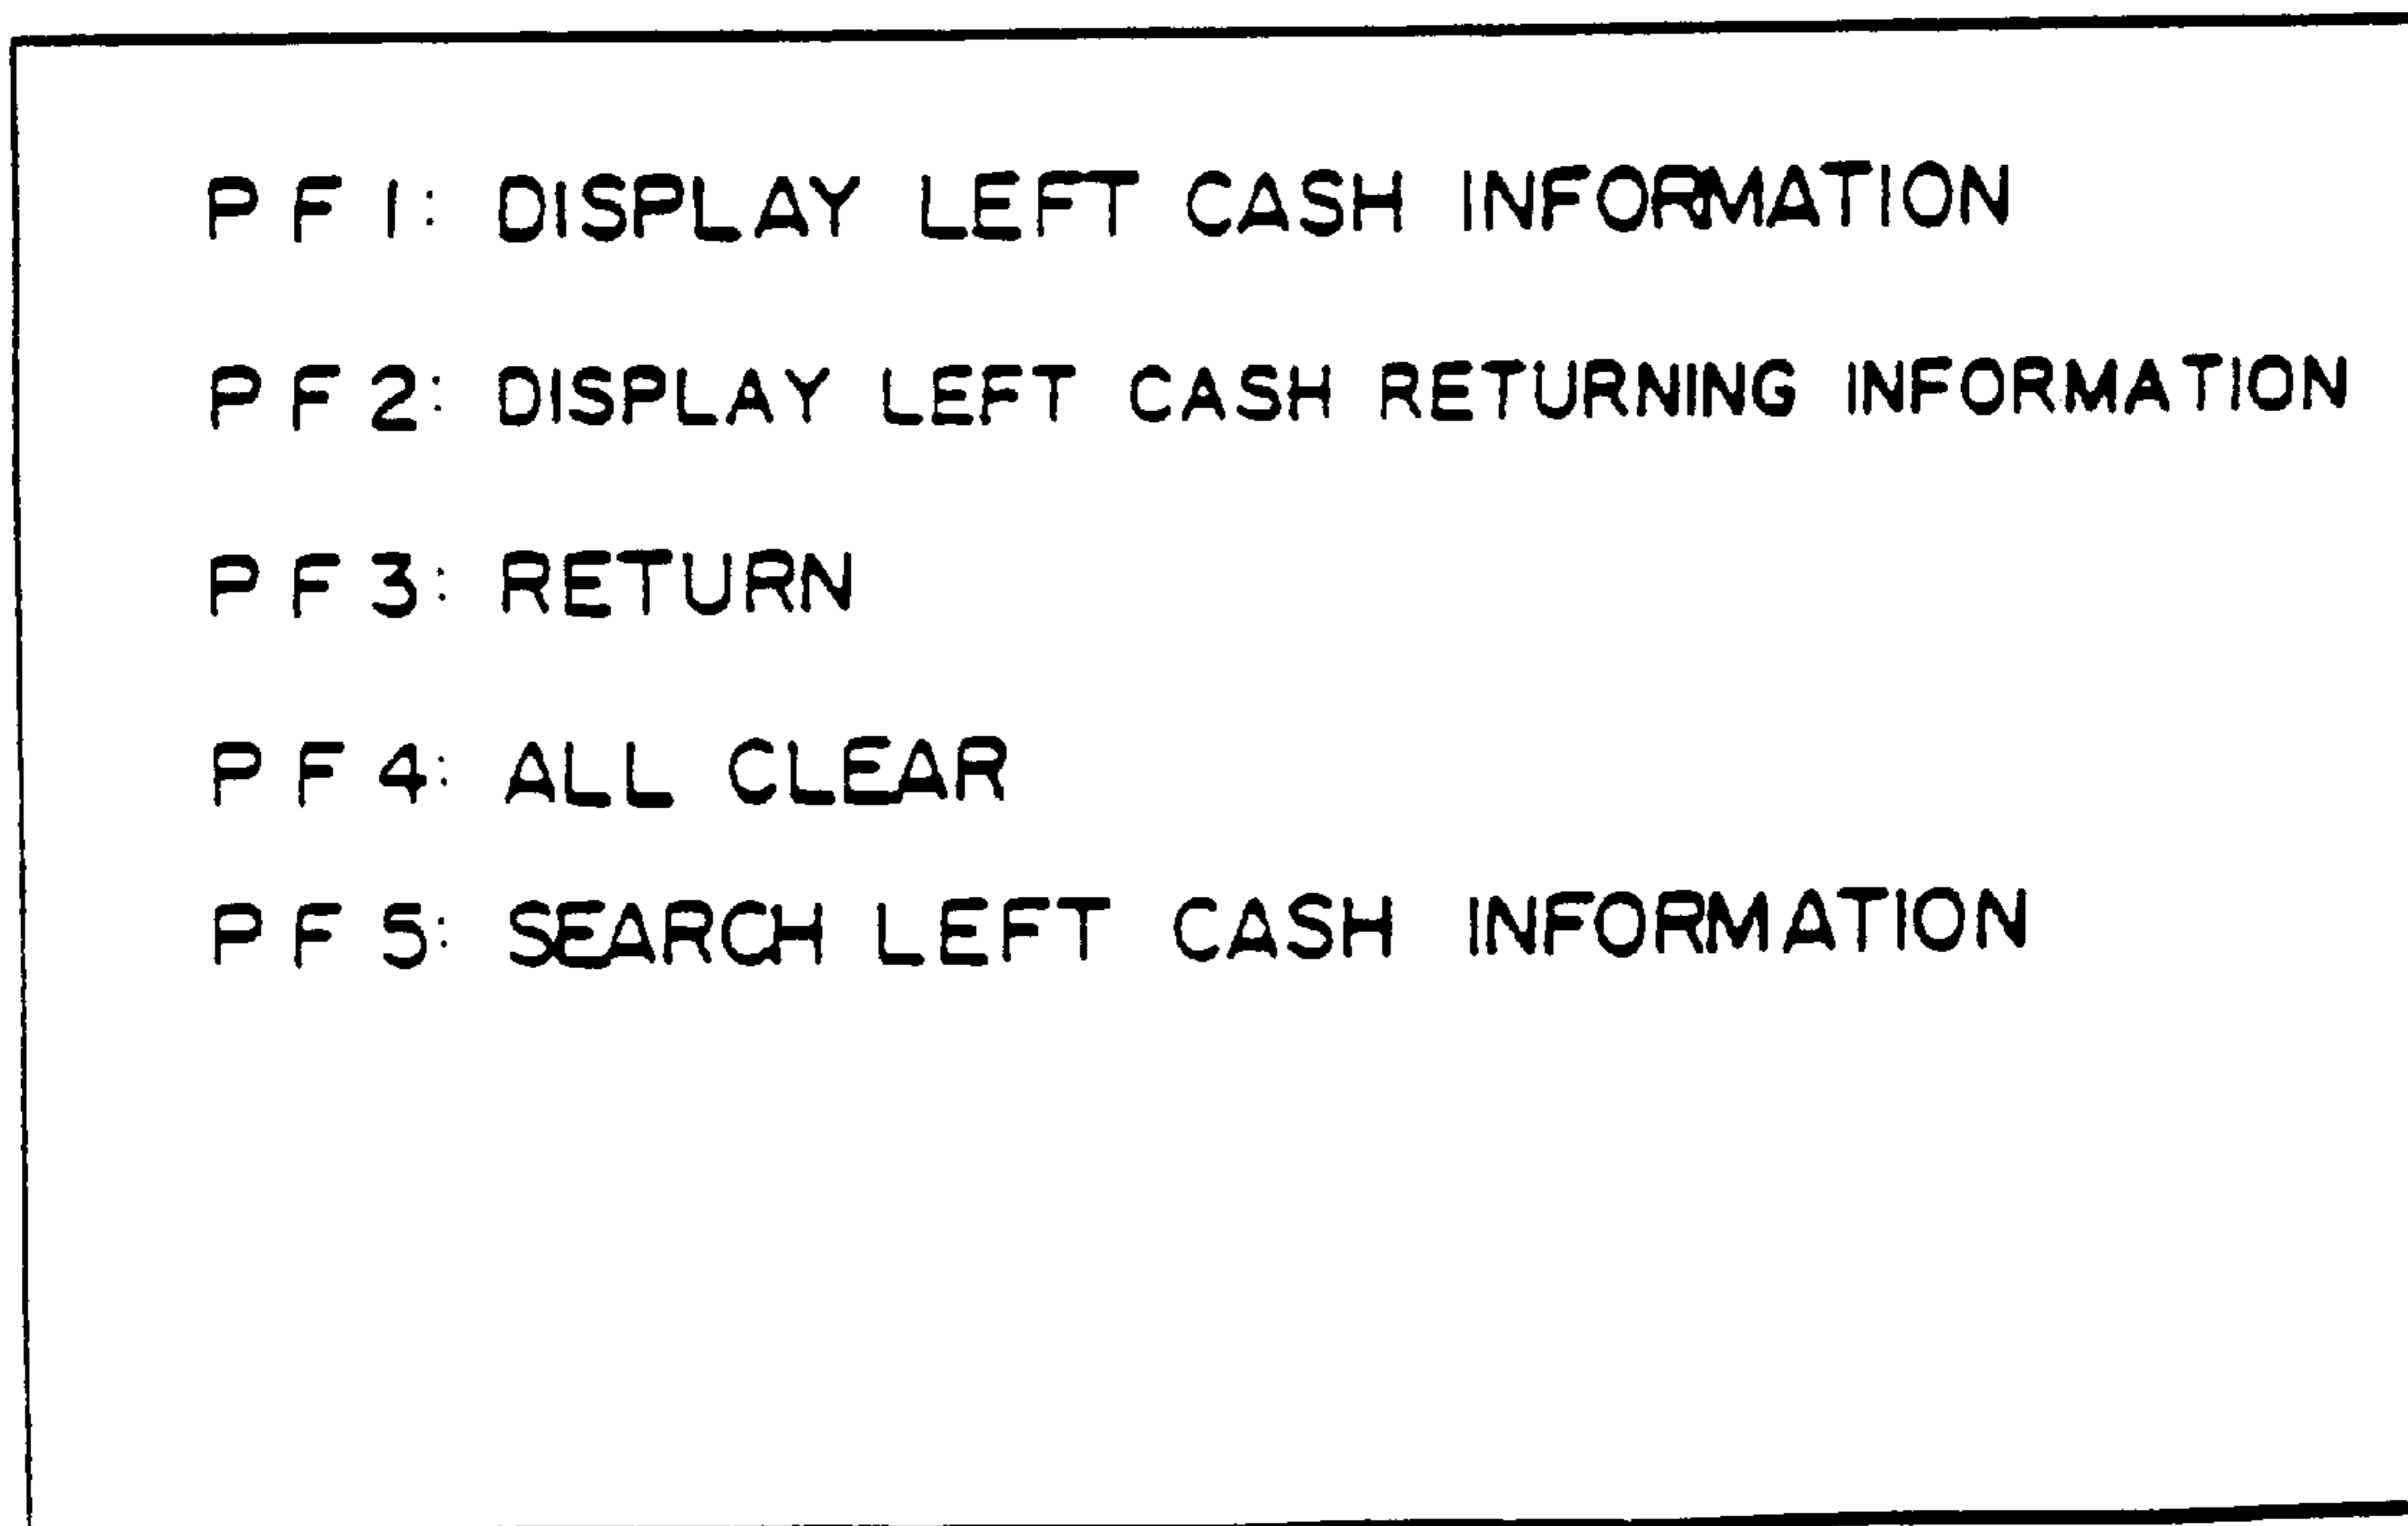 PF1: DISPLAY LEFT CASH INFORMATION
PF2: DISPLAY LEFT CASH RETURNING INFORMATION
PF3: RETURN
PF4: ALL CLEAR
PF5: SEARCH LEFT CASH INFORMATION